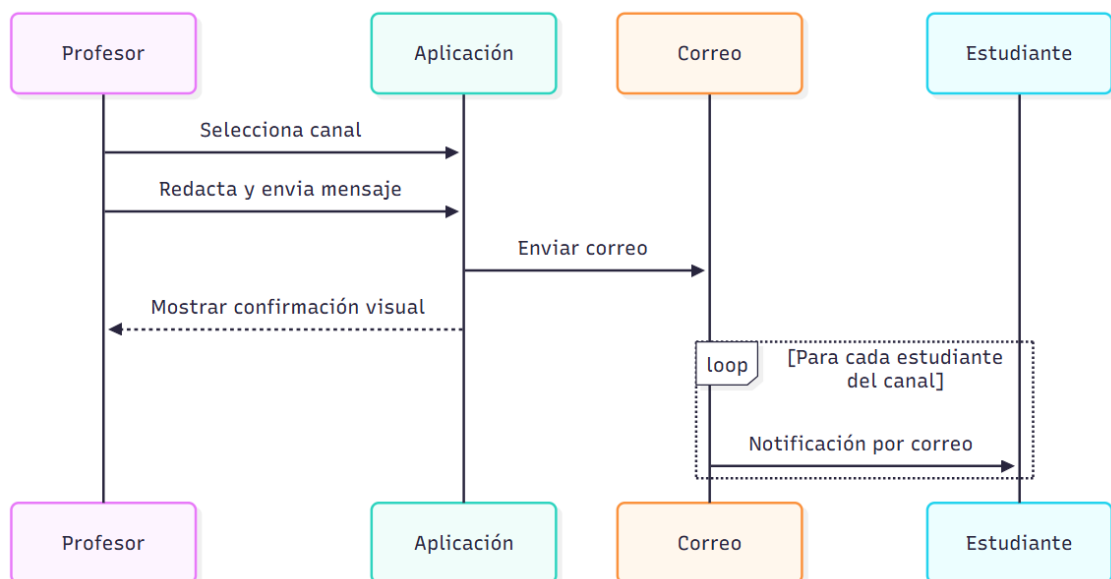 Profesor
Aplicación
Correo
Estudiante
Selecciona canal
Redacta y envia mensaje
Enviar correo
Mostrar confirmación visual
loop
[Para cada estudiante
del canal]
Notificación por correo
Profesor
Aplicación
Correo
Estudiante